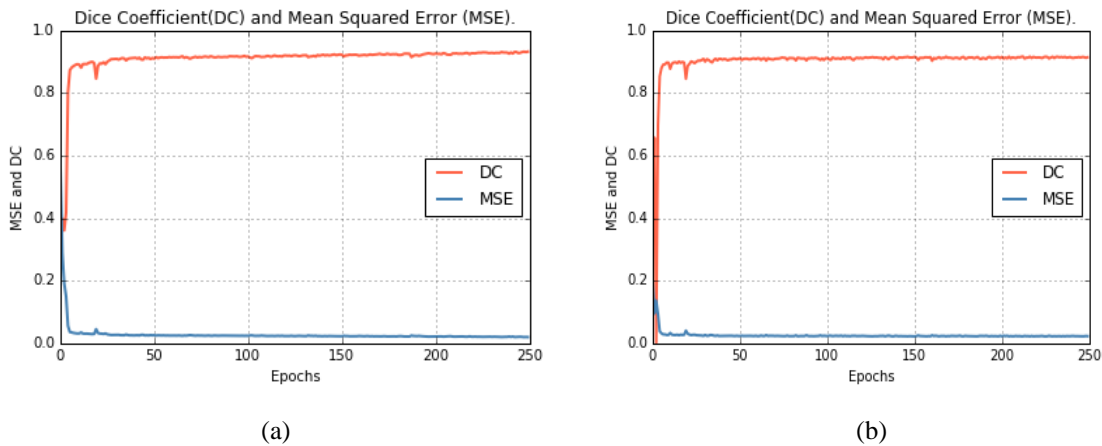 Dice Coefficient(DC) and Mean Squared Error (MSE).
1.0
0.8
0.6
0.4
0.2
0.0
MSE and DC
DC
MSE
0
50
100
150
200
250
Epochs
(a)
Dice Coefficient(DC) and Mean Squared Error (MSE).
1.0
0.8
0.6
0.4
0.2
0.0
MSE and DC
DC
MSE
0
50
100
150
200
250
Epochs
(b)